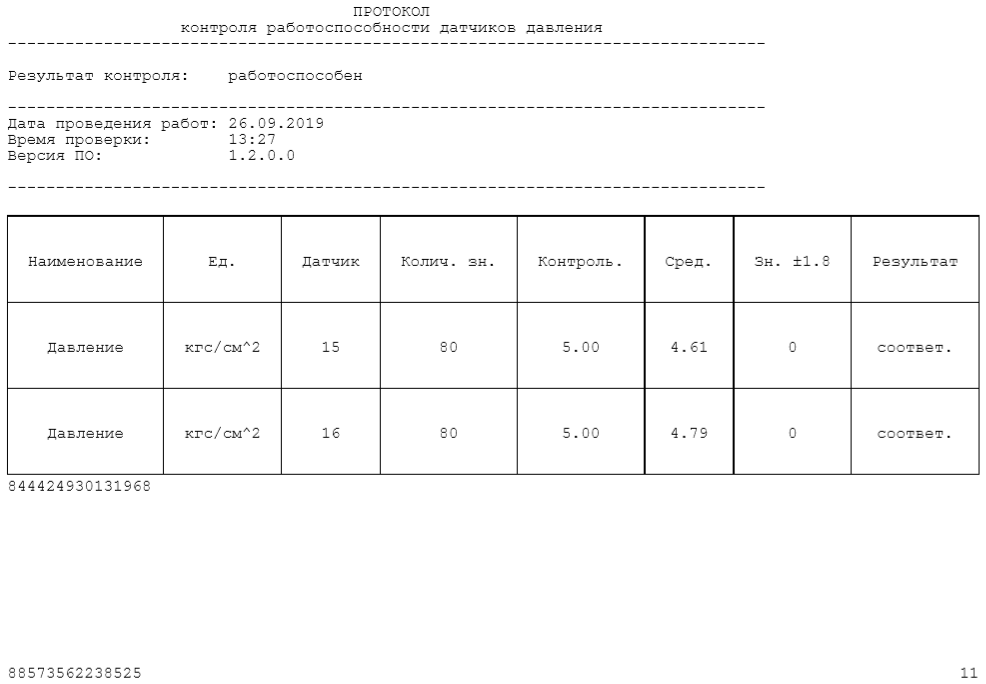 ПРОТОКОЛ
контроля работоспособности датчиков давления
-------------------------------------------------------------------------------
Результат контроля: работоспособен
-------------------------------------------------------------------------------
Дата проведения работ: 26.09.2019
Время проверки: 13:27
Версия ПО: 1.2.0.0
-------------------------------------------------------------------------------
Наименование Ед. Датчик Колич. зн. Контроль. Сред. Зн. ±1.8 Результат
Давление кгс/см^2 15 80 5.00 4.61 0 соответ.
Давление кгс/см^2 16 80 5.00 4.79 0 соответ.
844424930131968
88573562238525 11